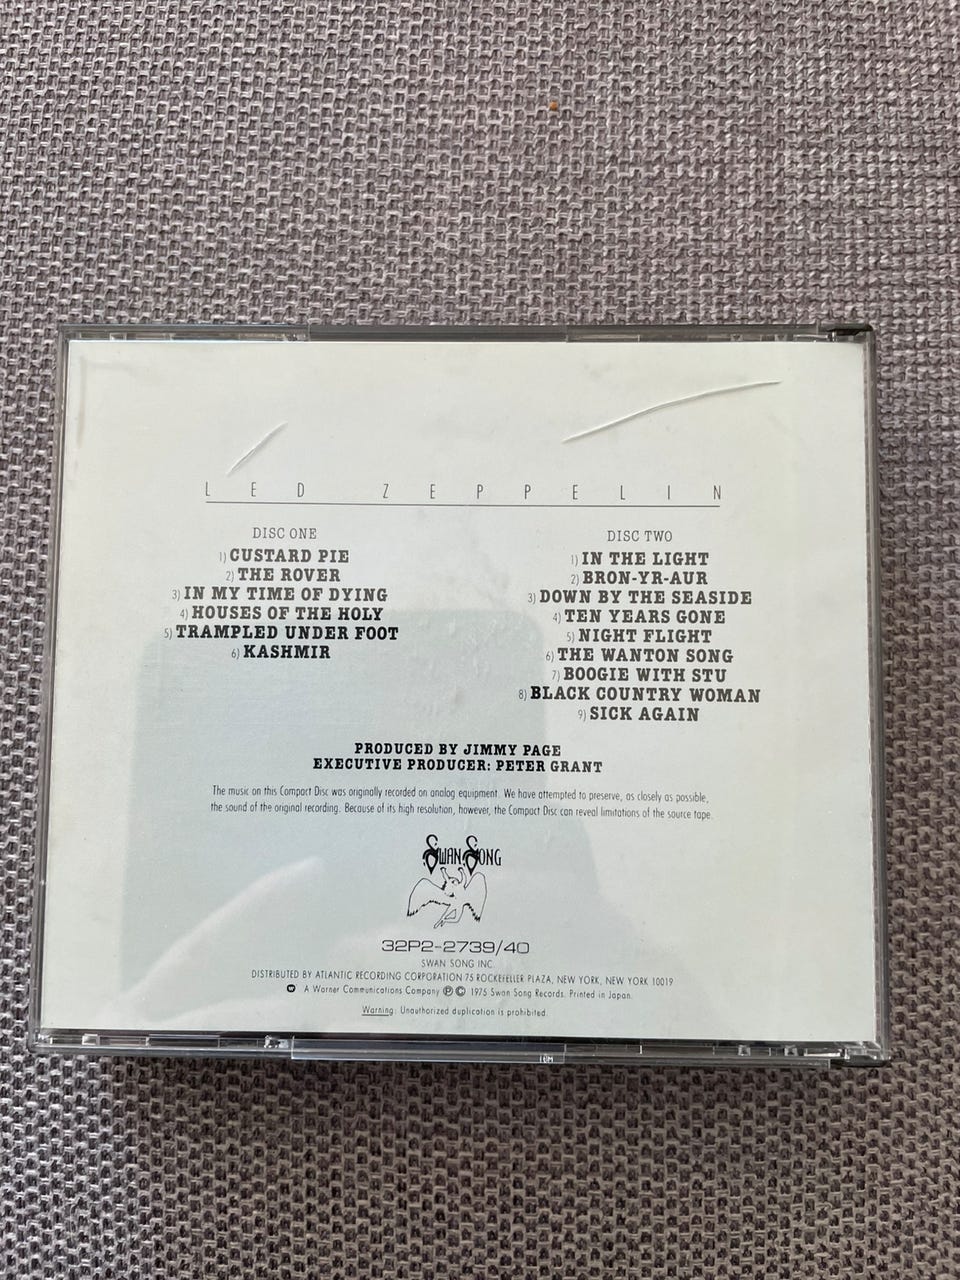 LED ZEPPELIN
DISC ONE
1) CUSTARD PIE
2) THE ROVER
3) IN MY TIME OF DYING
4) HOUSES OF THE HOLY
5) TRAMPLED UNDER FOOT
6) KASHMIR
DISC TWO
1) IN THE LIGHT
2) BRON-YR-AUR
3) DOWN BY THE SEASIDE
4) TEN YEARS GONE
5) NIGHT FLIGHT
6) THE WANTON SONG
7) BOOGIE WITH STU
8) BLACK COUNTRY WOMAN
9) SICK AGAIN
PRODUCED BY JIMMY PAGE
EXECUTIVE PRODUCER: PETER GRANT
The music on this Compact Disc was originally recorded on analog equipment. We have attempted to preserve, as closely as possible,
the sound of the original recording. Because of its high resolution, however, the Compact Disc can reveal limitations of the source tape.
SWAN SONG
32P2-2739/40
SWAN SONG INC.
DISTRIBUTED BY ATLANTIC RECORDING CORPORATION 75 ROCKEFELLER PLAZA, NEW YORK, NEW YORK 10019
A Warner Communications Company ℗ © 1975 Swan Song Records. Printed in Japan.
Warning: Unauthorized duplication is prohibited.